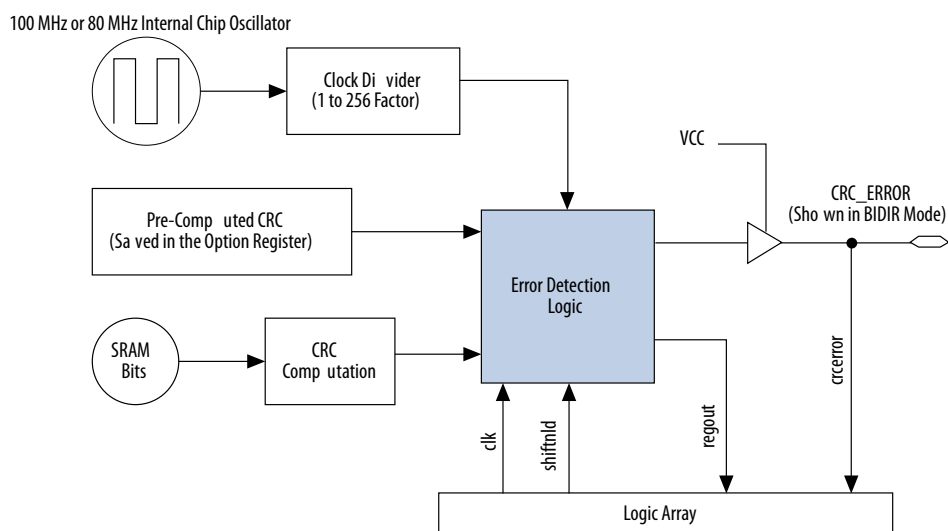 100 MHz or 80 MHz Internal Chip Oscillator
Clock Di vider
(1 to 256 Factor)
VCC
CRC_ERROR
(Sho wn in BIDIR Mode)
Pre-Comp uted CRC
(Sa ved in the Option Register)
Error Detection
Logic
SRAM
Bits
CRC
Comp utation
clk
shiftnld
regout
crcerror
Logic Array